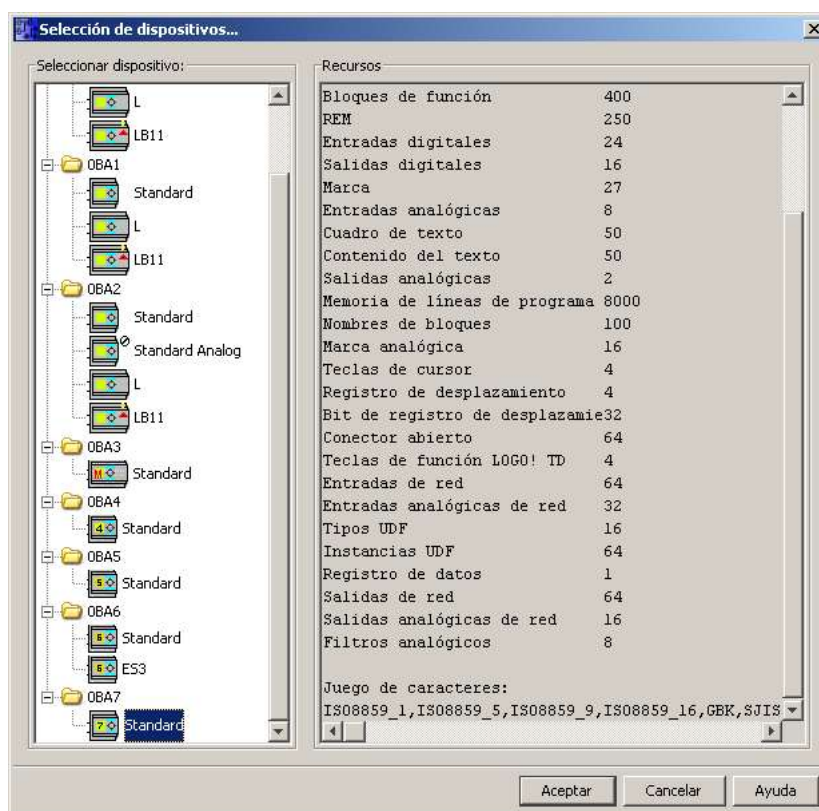 Selección de dispositivos...
Seleccionar dispositivo:
L
LB11
0BA1
Standard
L
LB11
0BA2
Standard
Standard Analog
L
LB11
0BA3
Standard
0BA4
Standard
0BA5
Standard
0BA6
Standard
ES3
0BA7
Standard
Recursos
Bloques de función 400
REM 250
Entradas digitales 24
Salidas digitales 16
Marca 27
Entradas analógicas 8
Cuadro de texto 50
Contenido del texto 50
Salidas analógicas 2
Memoria de líneas de programa 8000
Nombres de bloques 100
Marca analógica 16
Teclas de cursor 4
Registro de desplazamiento 4
Bit de registro de desplazamie32
Conector abierto 64
Teclas de función LOGO! TD 4
Entradas de red 64
Entradas analógicas de red 32
Tipos UDF 16
Instancias UDF 64
Registro de datos 1
Salidas de red 64
Salidas analógicas de red 16
Filtros analógicos 8
Juego de caracteres:
ISO8859_1,ISO8859_5,ISO8859_9,ISO8859_16,GBK,SJIS
Aceptar Cancelar Ayuda